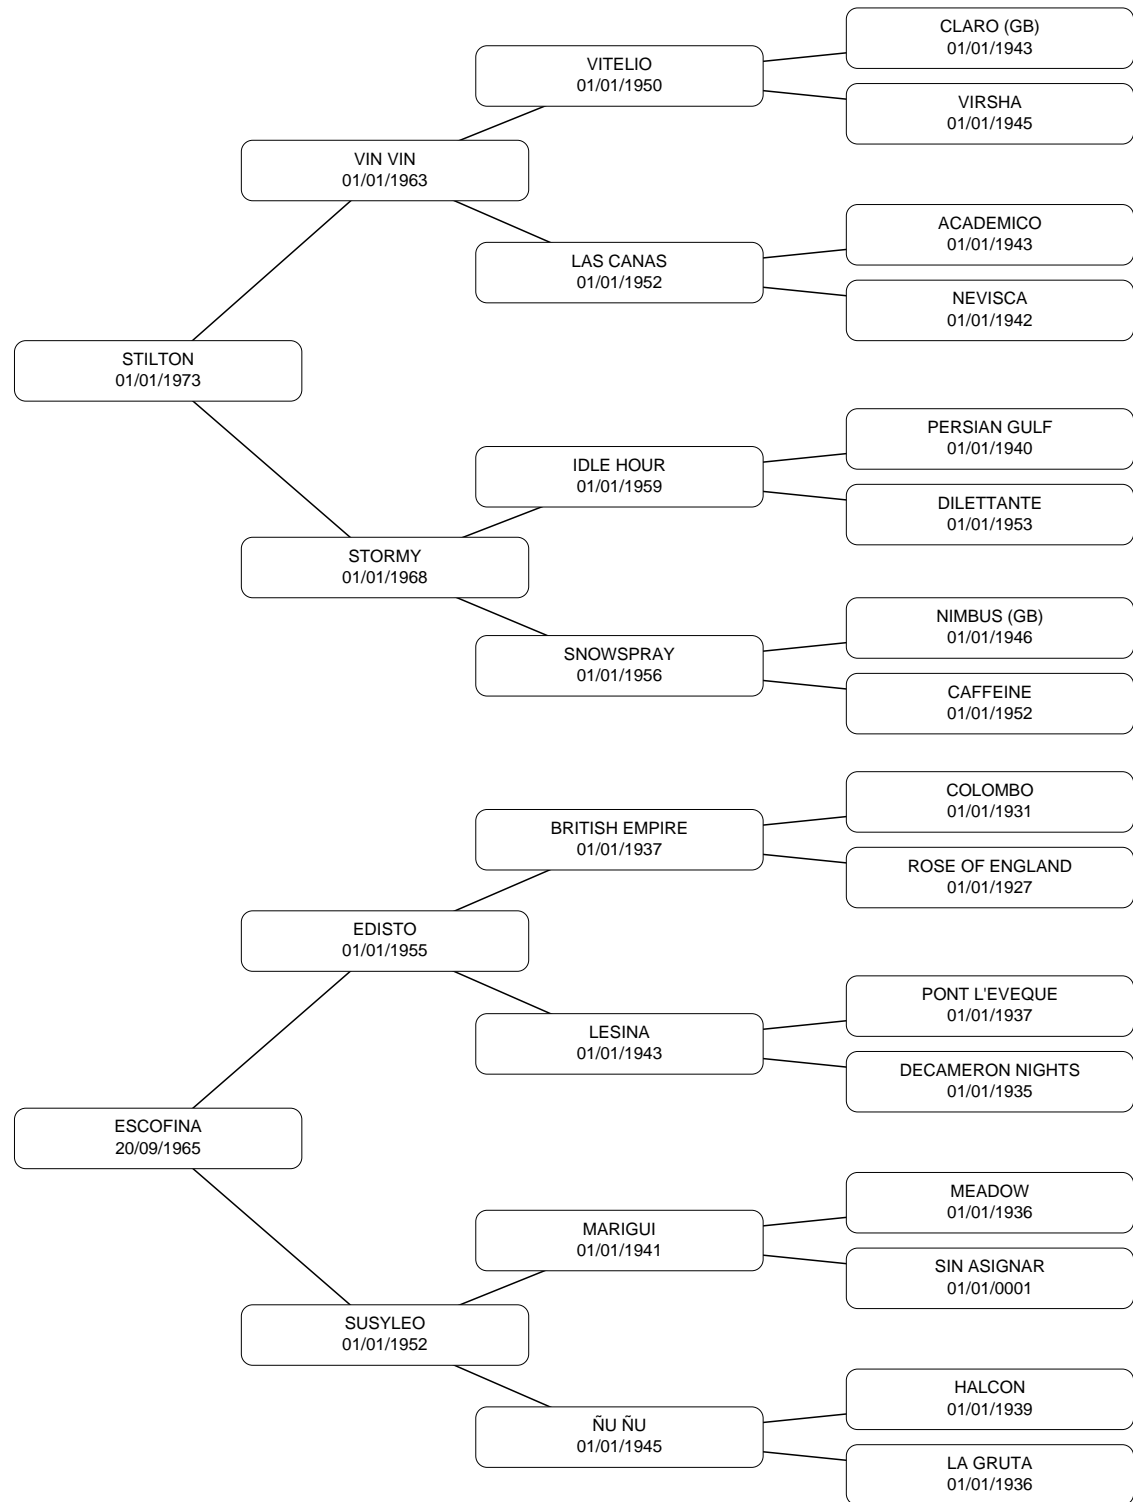 CLARO (GB)
01/01/1943
VITELIO
01/01/1950
VIRSHA
01/01/1945
VIN VIN
01/01/1963
ACADEMICO
01/01/1943
LAS CANAS
01/01/1952
NEVISCA
01/01/1942
STILTON
01/01/1973
PERSIAN GULF
01/01/1940
IDLE HOUR
01/01/1959
DILETTANTE
01/01/1953
STORMY
01/01/1968
NIMBUS (GB)
01/01/1946
SNOWSPRAY
01/01/1956
CAFFEINE
01/01/1952
COLOMBO
01/01/1931
BRITISH EMPIRE
01/01/1937
ROSE OF ENGLAND
01/01/1927
EDISTO
01/01/1955
PONT L'EVEQUE
01/01/1937
LESINA
01/01/1943
DECAMERON NIGHTS
01/01/1935
ESCOFINA
20/09/1965
MEADOW
01/01/1936
MARIGUI
01/01/1941
SIN ASIGNAR
01/01/0001
SUSYLEO
01/01/1952
HALCON
01/01/1939
ÑU ÑU
01/01/1945
LA GRUTA
01/01/1936